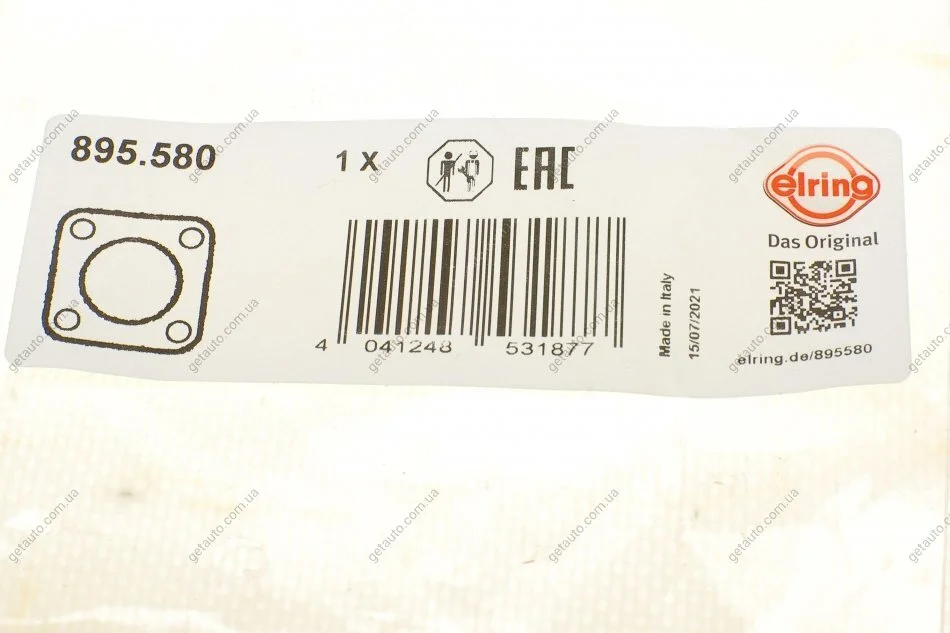 895.580
1 X
EAC
elring
Das Original
4 041248 531877
Made in Italy
15/07/2021
elring.de/895580
getauto.com.ua